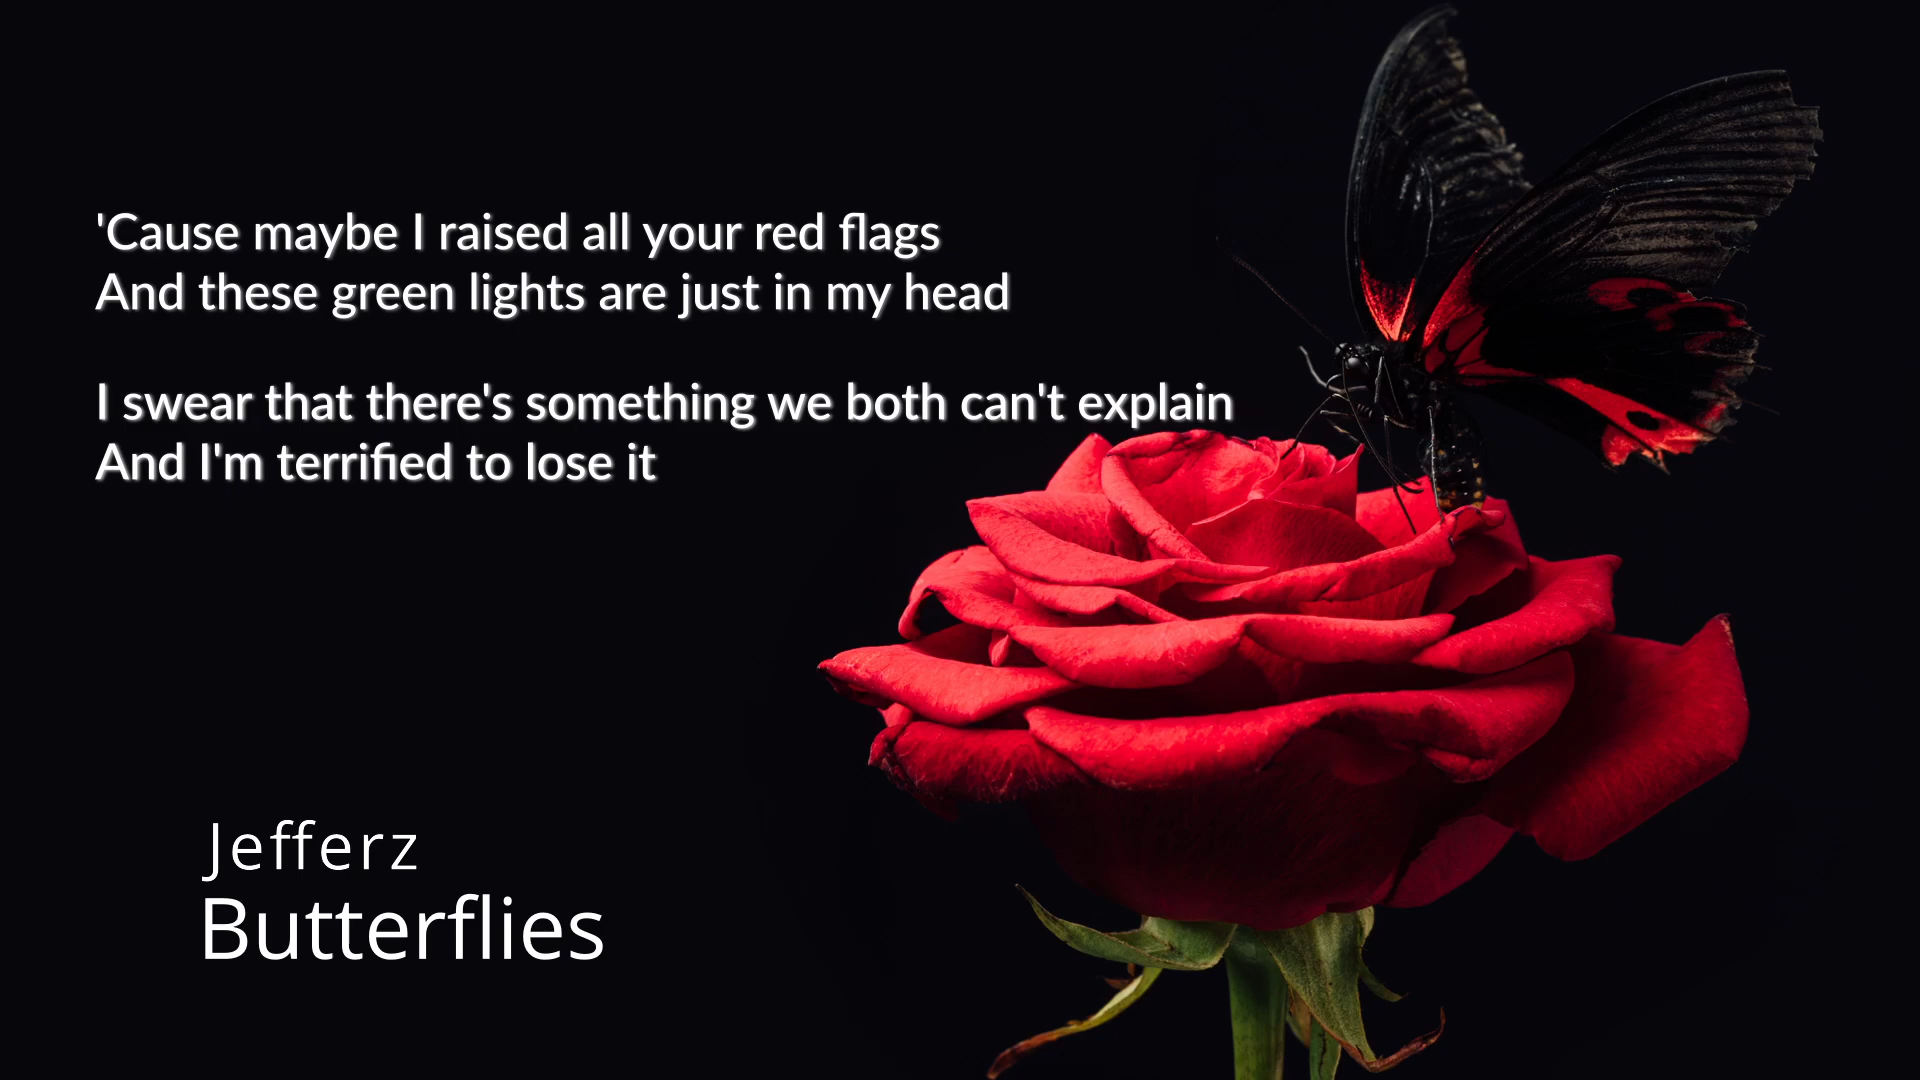 'Cause maybe I raised all your red flags
And these green lights are just in my head
I swear that there's something we both can't explain
And I'm terrified to lose it
Jefferz
Butterflies